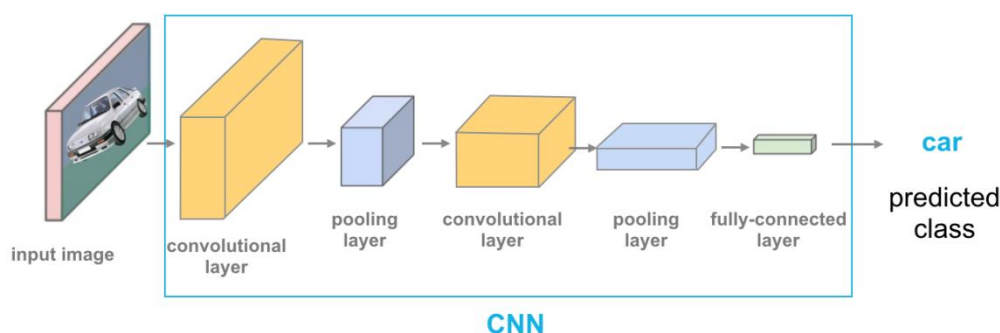 input image
convolutional
layer
pooling
layer
convolutional
layer
pooling
layer
fully-connected
layer
car
predicted
class
CNN